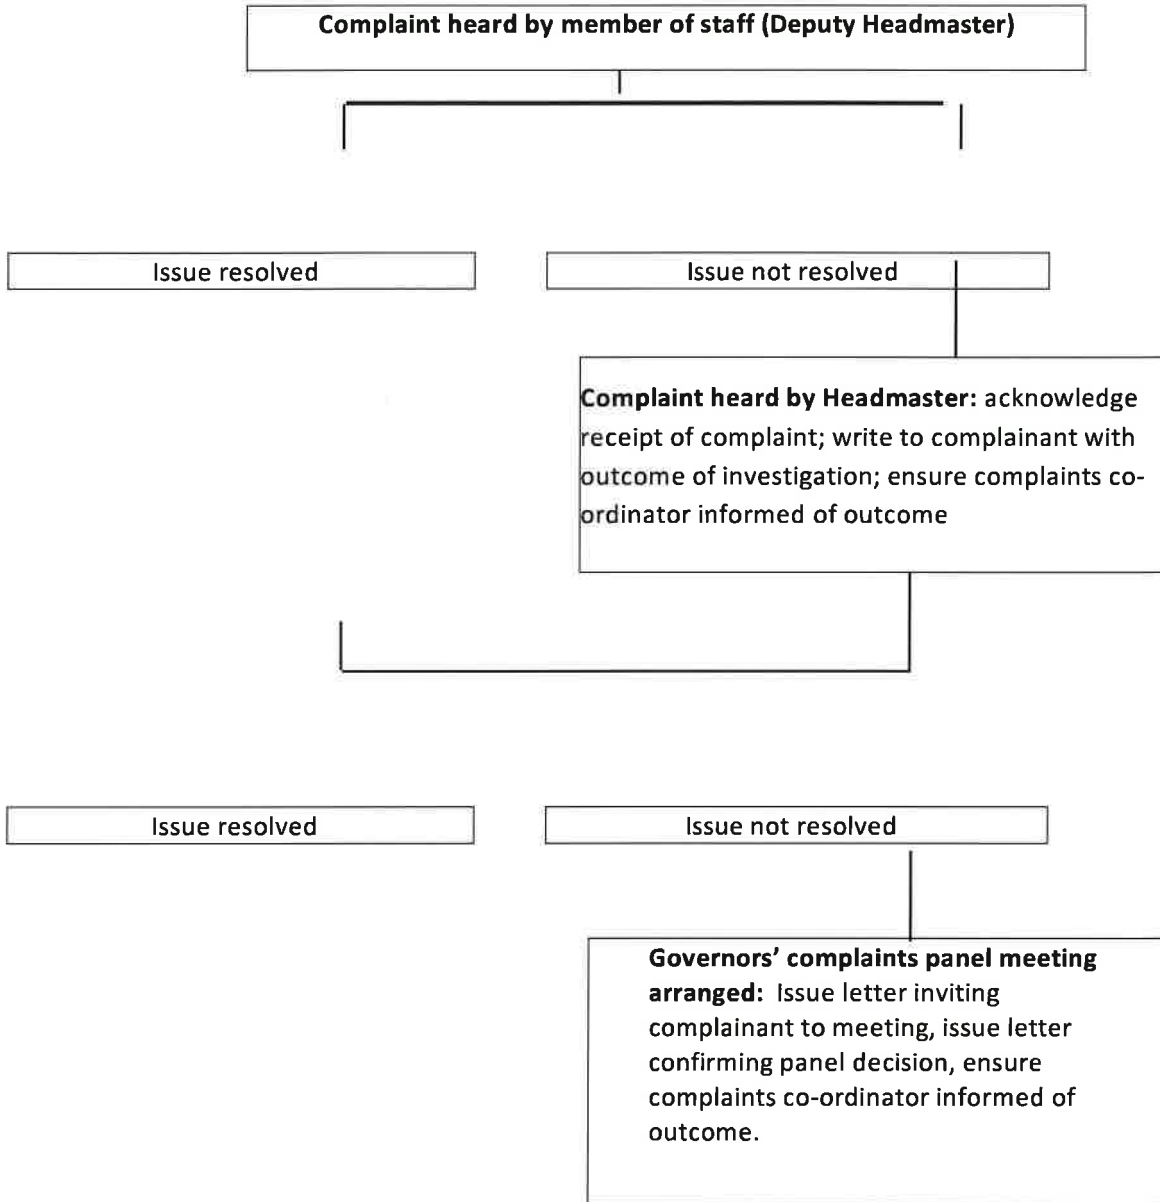 Complaint heard by member of staff (Deputy Headmaster)
Issue resolved
Issue not resolved
Complaint heard by Headmaster: acknowledge
receipt of complaint; write to complainant with
outcome of investigation; ensure complaints co-
ordinator informed of outcome
Issue resolved
Issue not resolved
Governors’ complaints panel meeting
arranged: Issue letter inviting
complainant to meeting, issue letter
confirming panel decision, ensure
complaints co-ordinator informed of
outcome.